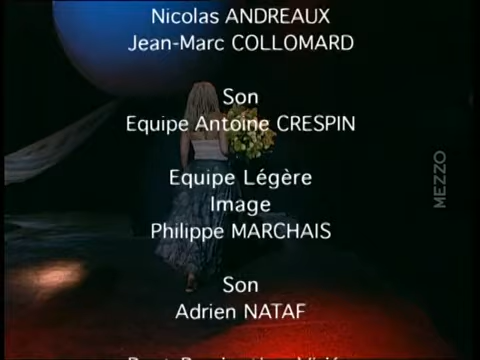 Nicolas ANDREAUX
Jean-Marc COLLOMARD
Son
Equipe Antoine CRESPIN
Equipe Légère
Image
Philippe MARCHAIS
Son
Adrien NATAF
MEZZO